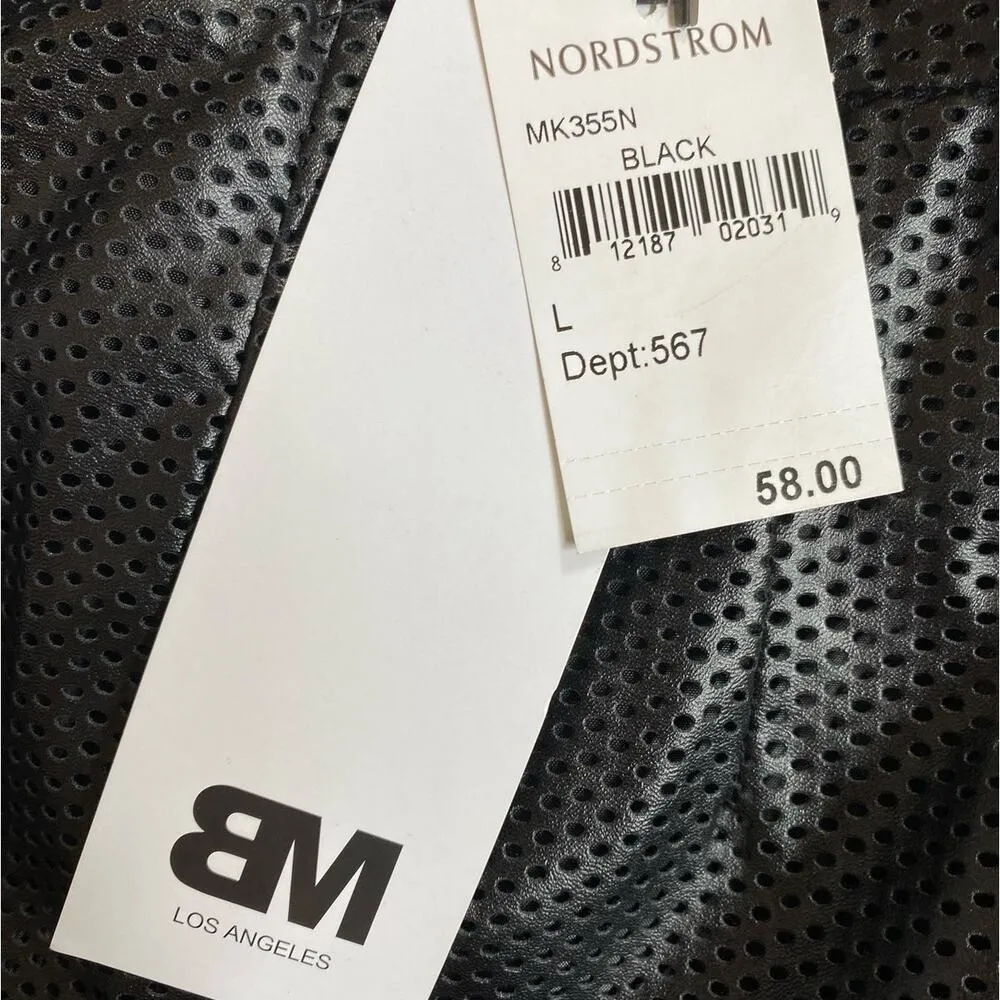 NORDSTROM
MK355N
BLACK
8 12187 02031 9
L
Dept:567
58.00
BM
LOS ANGELES